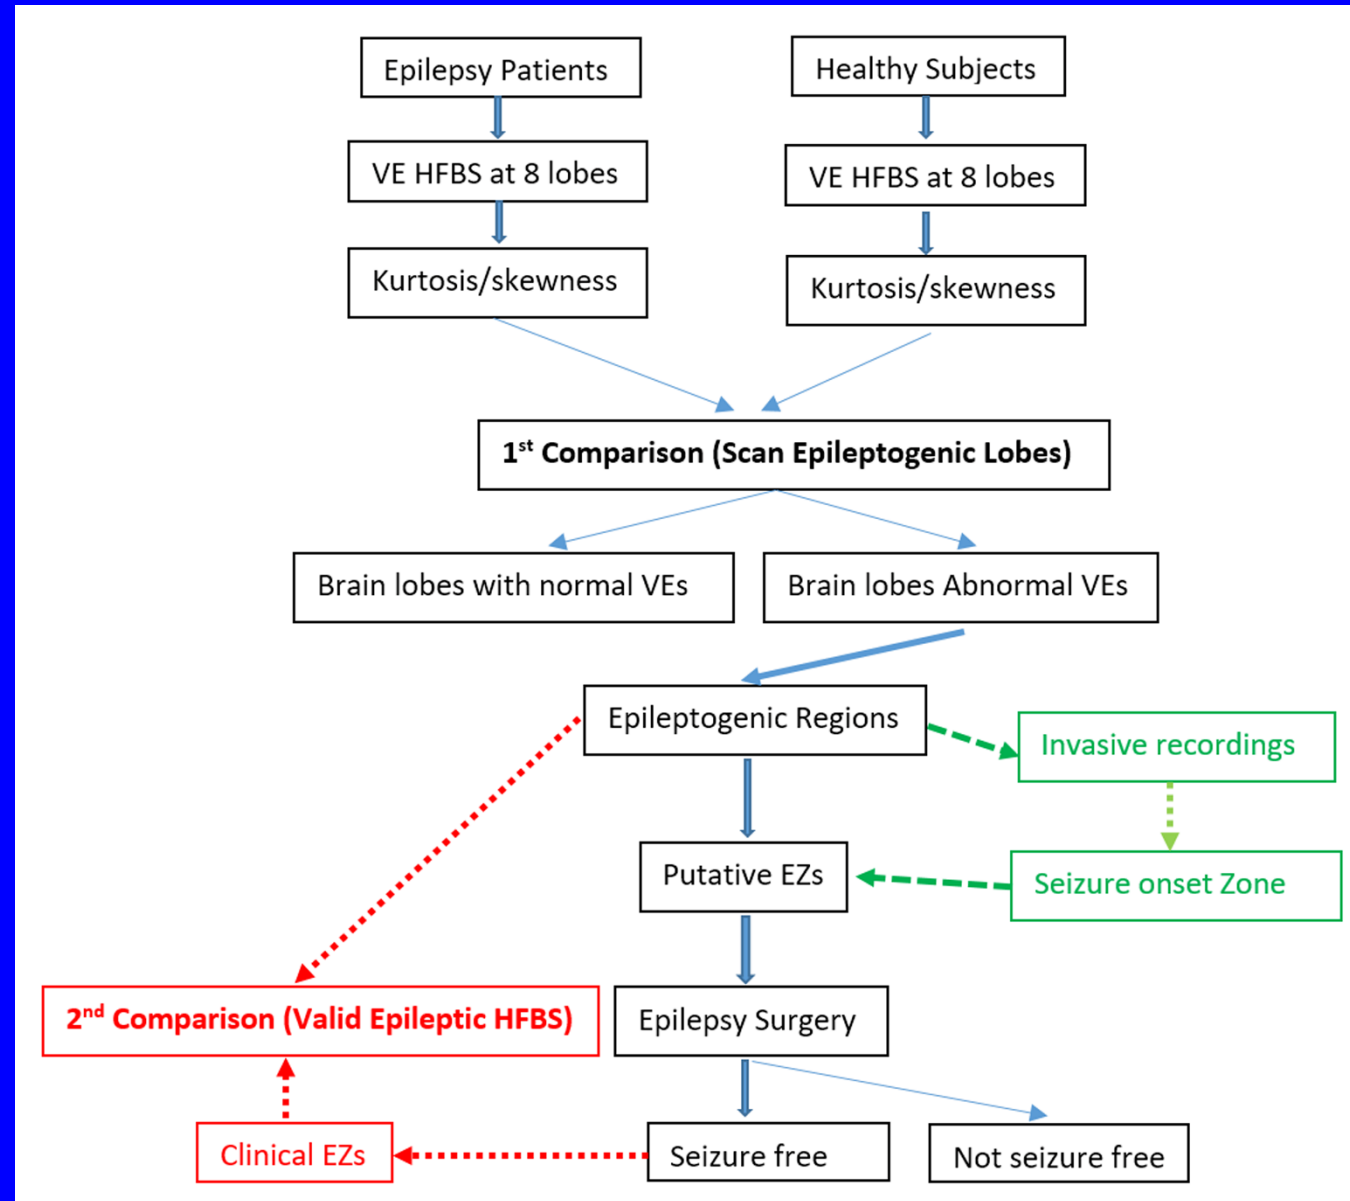 Epilepsy Patients
Healthy Subjects
VE HFBS at 8 lobes
VE HFBS at 8 lobes
Kurtosis/skewness
Kurtosis/skewness
1st Comparison (Scan Epileptogenic Lobes)
Brain lobes with normal VEs
Brain lobes Abnormal VEs
Epileptogenic Regions
Invasive recordings
Putative EZs
Seizure onset Zone
2nd Comparison (Valid Epileptic HFBS)
Epilepsy Surgery
Clinical EZs
Seizure free
Not seizure free